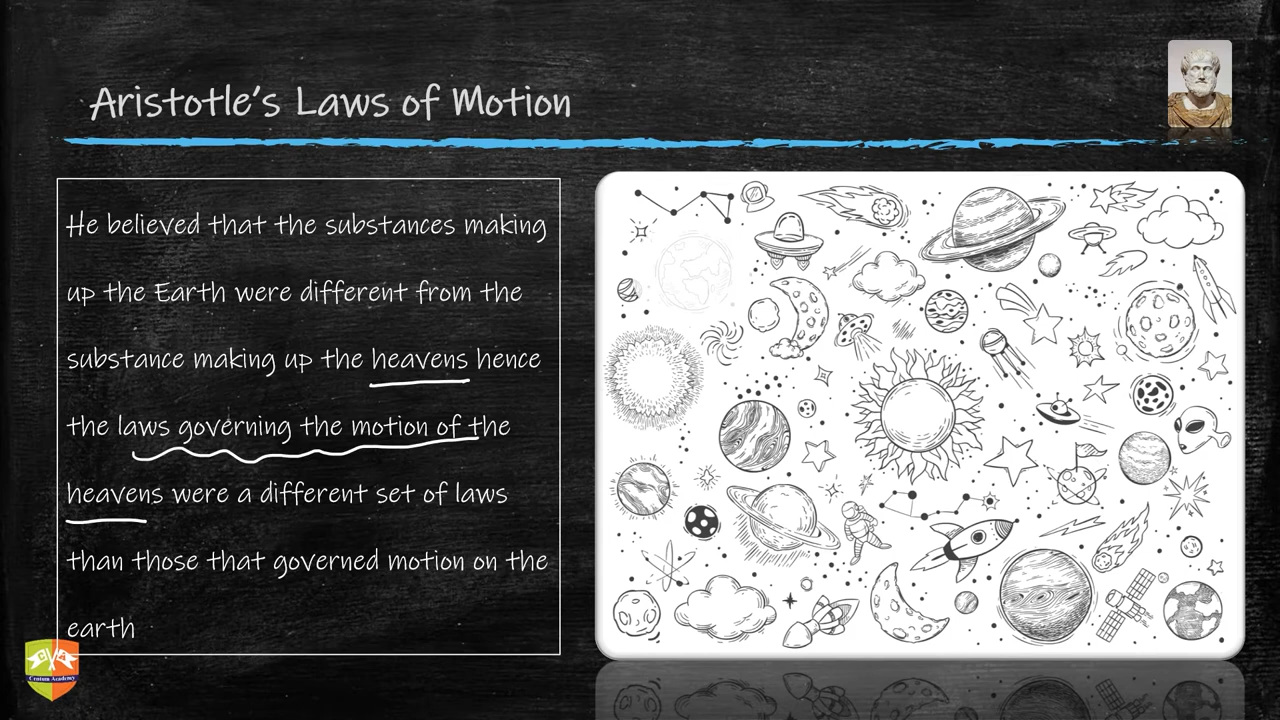 Aristotle's Laws of Motion
He believed that the substances making
up the Earth were different from the
substance making up the heavens hence
the laws governing the motion of the
heavens were a different set of laws
than those that governed motion on the
earth
C A
Croton Academy